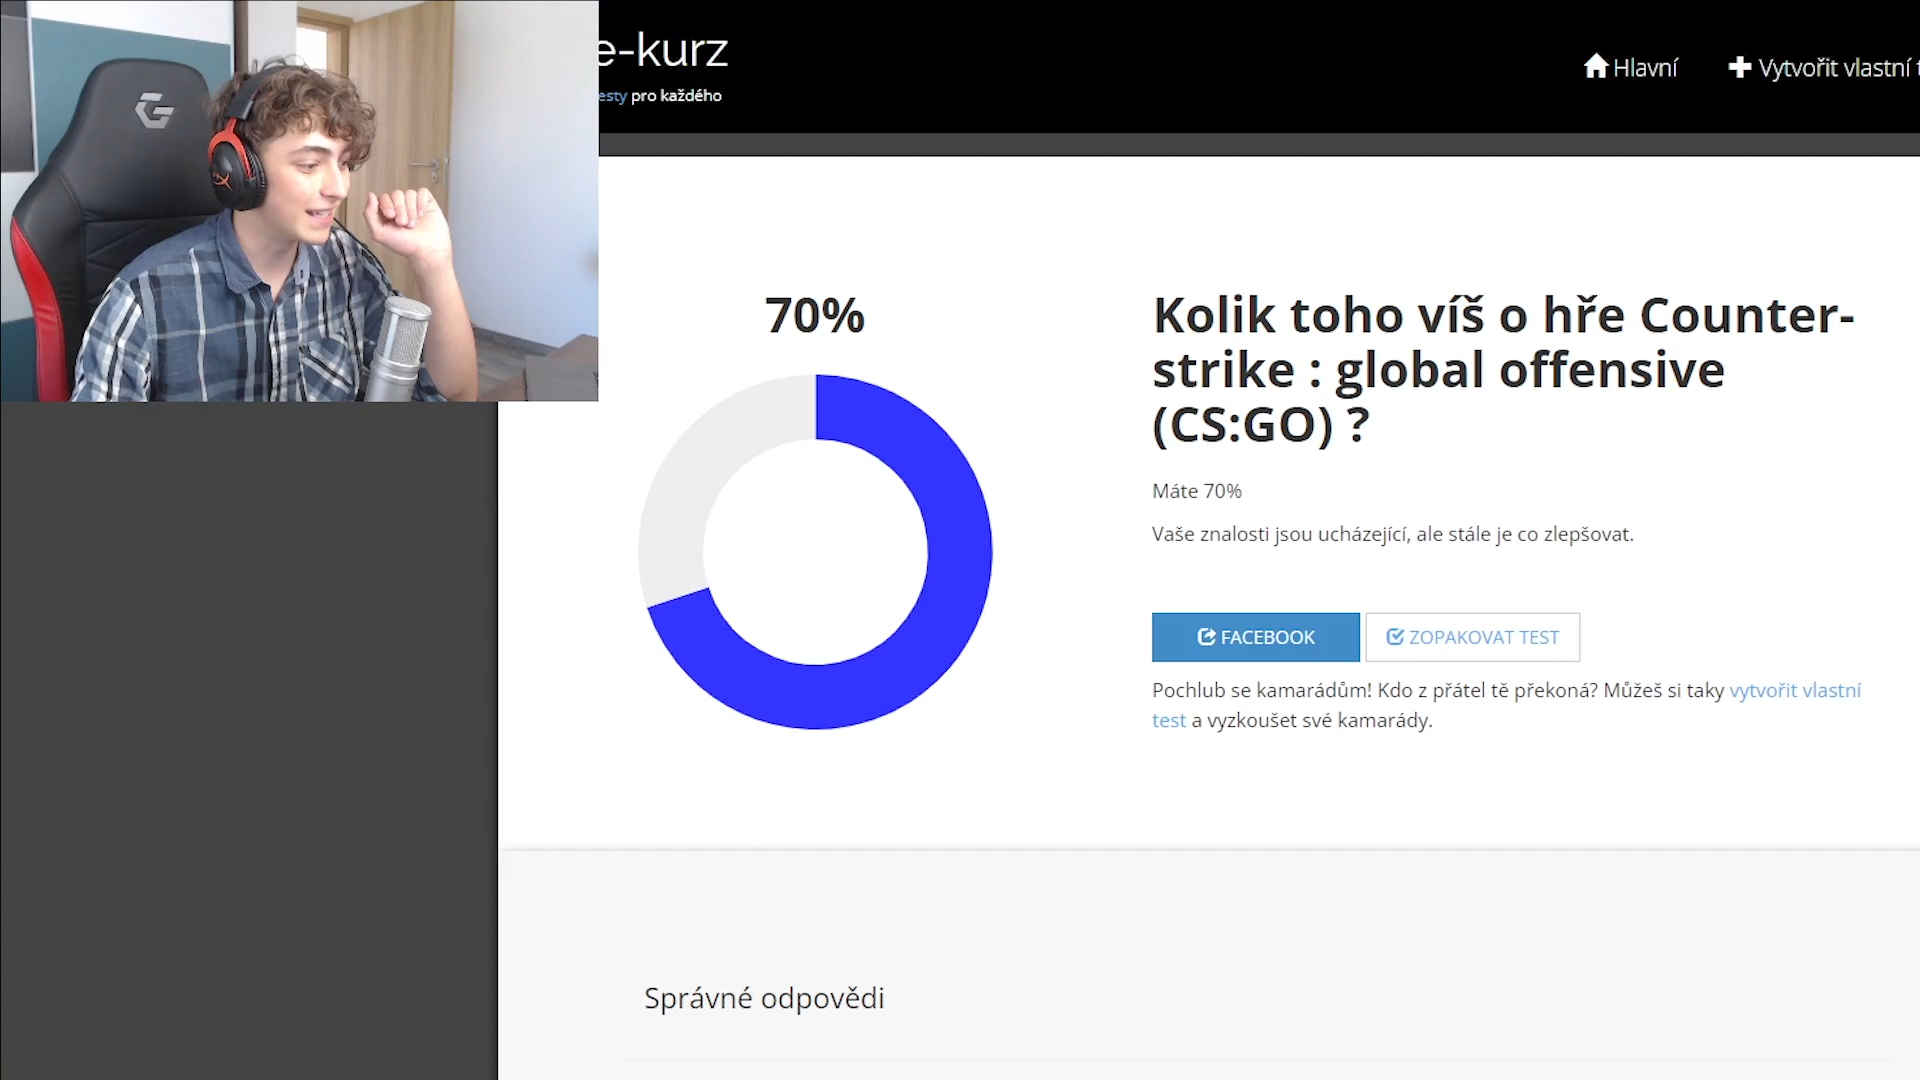 e-kurz
esty pro každého
Hlavní
Vytvořit vlastní
70%
Kolik toho víš o hře Counter-
strike : global offensive
(CS:GO) ?
Máte 70%
Vaše znalosti jsou ucházející, ale stále je co zlepšovat.
FACEBOOK
ZOPAKOVAT TEST
Pochlub se kamarádům! Kdo z přátel tě překoná? Můžeš si taky vytvořit vlastní
test a vyzkoušet své kamarády.
Správné odpovědi